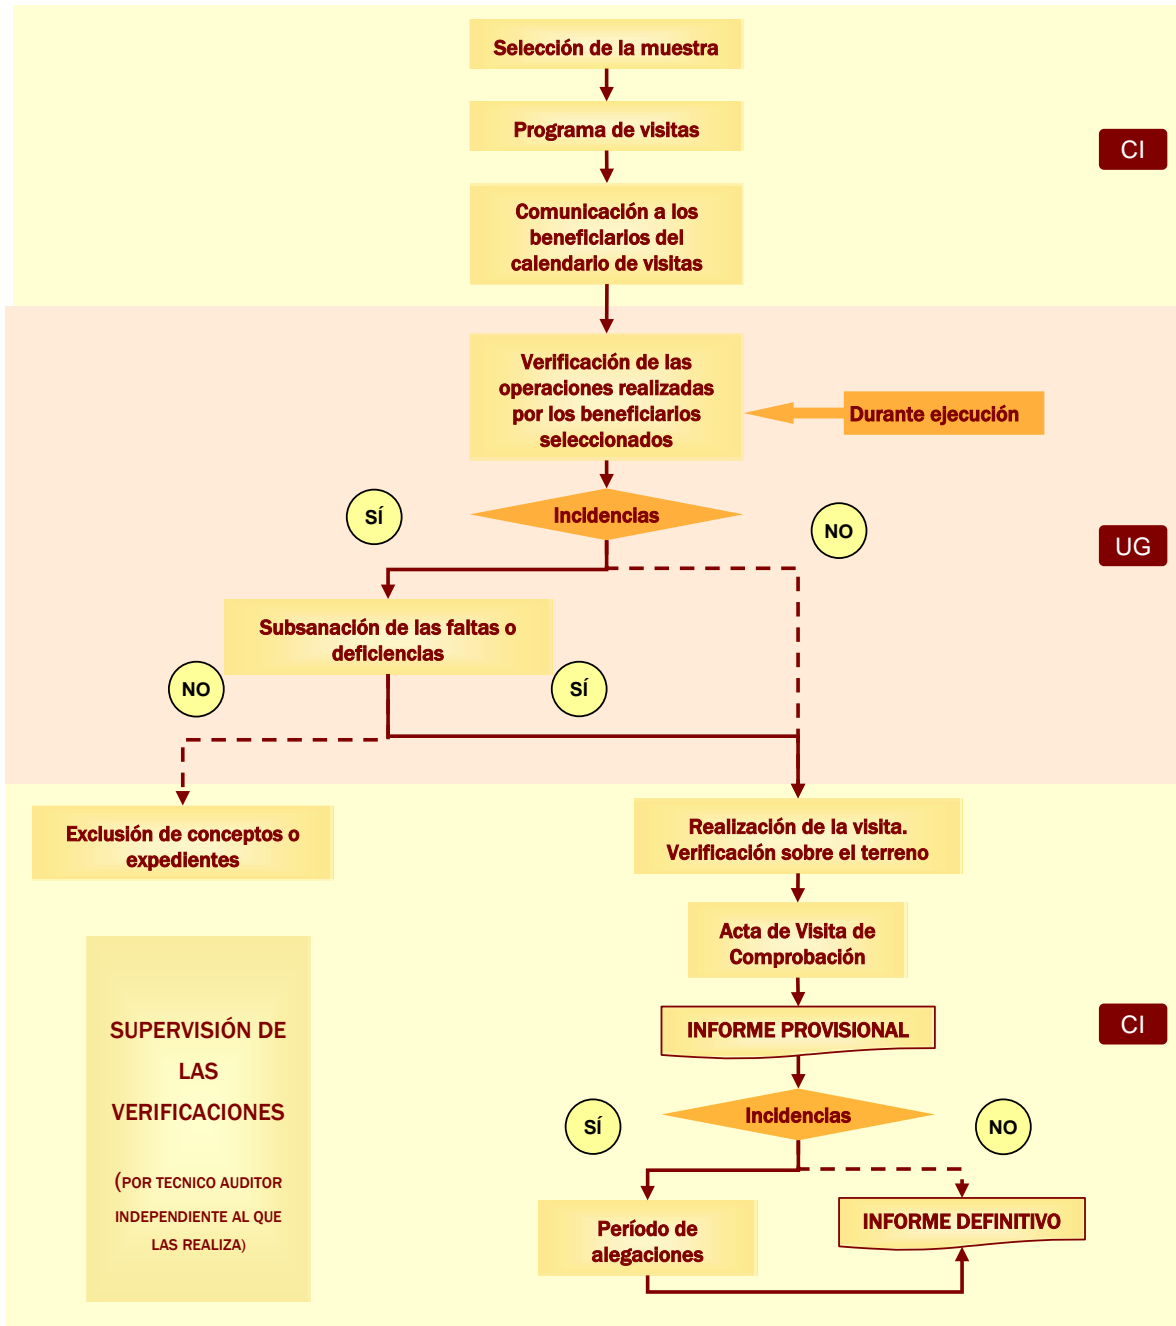 Selección de la muestra
Programa de visitas
CI
Comunicación a los
beneficiarios del
calendario de visitas
Verificación de las
operaciones realizadas
por los beneficiarios
seleccionados
Durante ejecución
SÍ
Incidencias
NO
UG
Subsanación de las faltas o
deficiencias
NO
SÍ
Exclusión de conceptos o
expedientes
Realización de la visita.
Verificación sobre el terreno
Acta de Visita de
Comprobación
INFORME PROVISIONAL
CI
SUPERVISIÓN DE
LAS
VERIFICACIONES
(POR TECNICO AUDITOR
INDEPENDIENTE AL QUE
LAS REALIZA)
SÍ
Incidencias
NO
Período de
alegaciones
INFORME DEFINITIVO